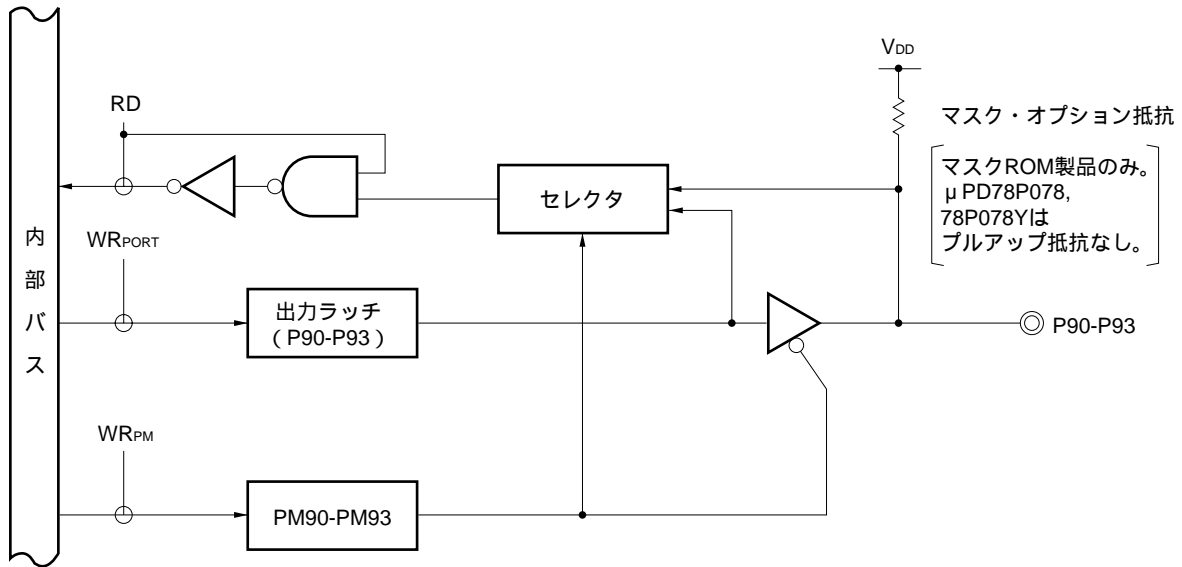 VDD
RD
マスク・オプション抵抗
マスクROM製品のみ。
μPD78P078,
78P078Yは
プルアップ抵抗なし。
セレクタ
内部バス
WRPORT
出力ラッチ
(P90-P93)
P90-P93
WRPM
PM90-PM93